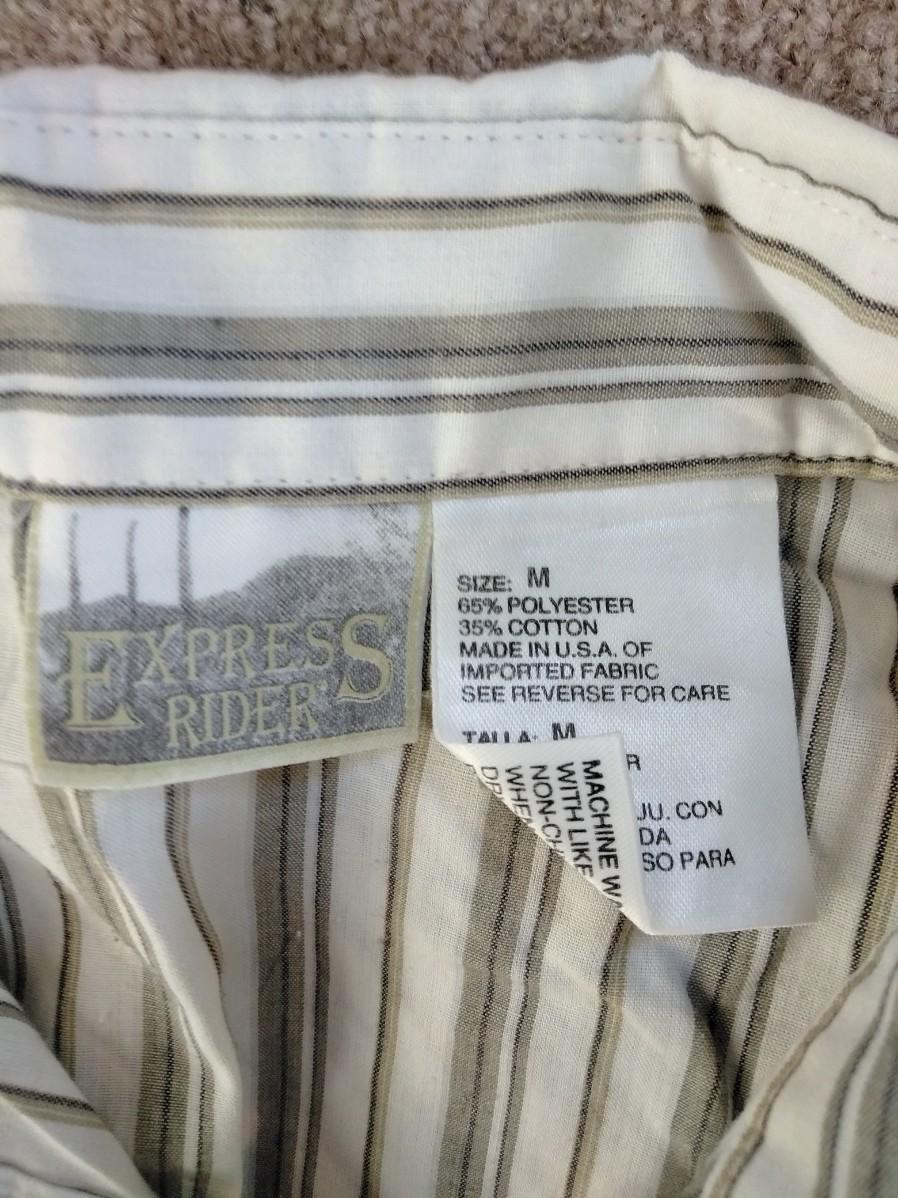 EXPRESS
RIDER
SIZE: M
65% POLYESTER
35% COTTON
MADE IN U.S.A. OF
IMPORTED FABRIC
SEE REVERSE FOR CARE
TALLA: M
R
JU. CON
DA
SO PARA
MACHINE WA
WITH LIKE
NON-CH
WHEN